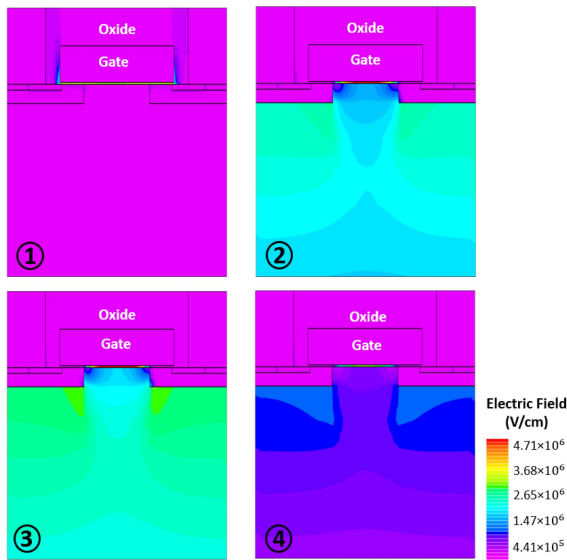 Oxide
Gate
①
Oxide
Gate
②
Oxide
Gate
③
Oxide
Gate
④
Electric Field
(V/cm)
4.71×10⁶
3.68×10⁶
2.65×10⁶
1.47×10⁶
4.41×10⁵